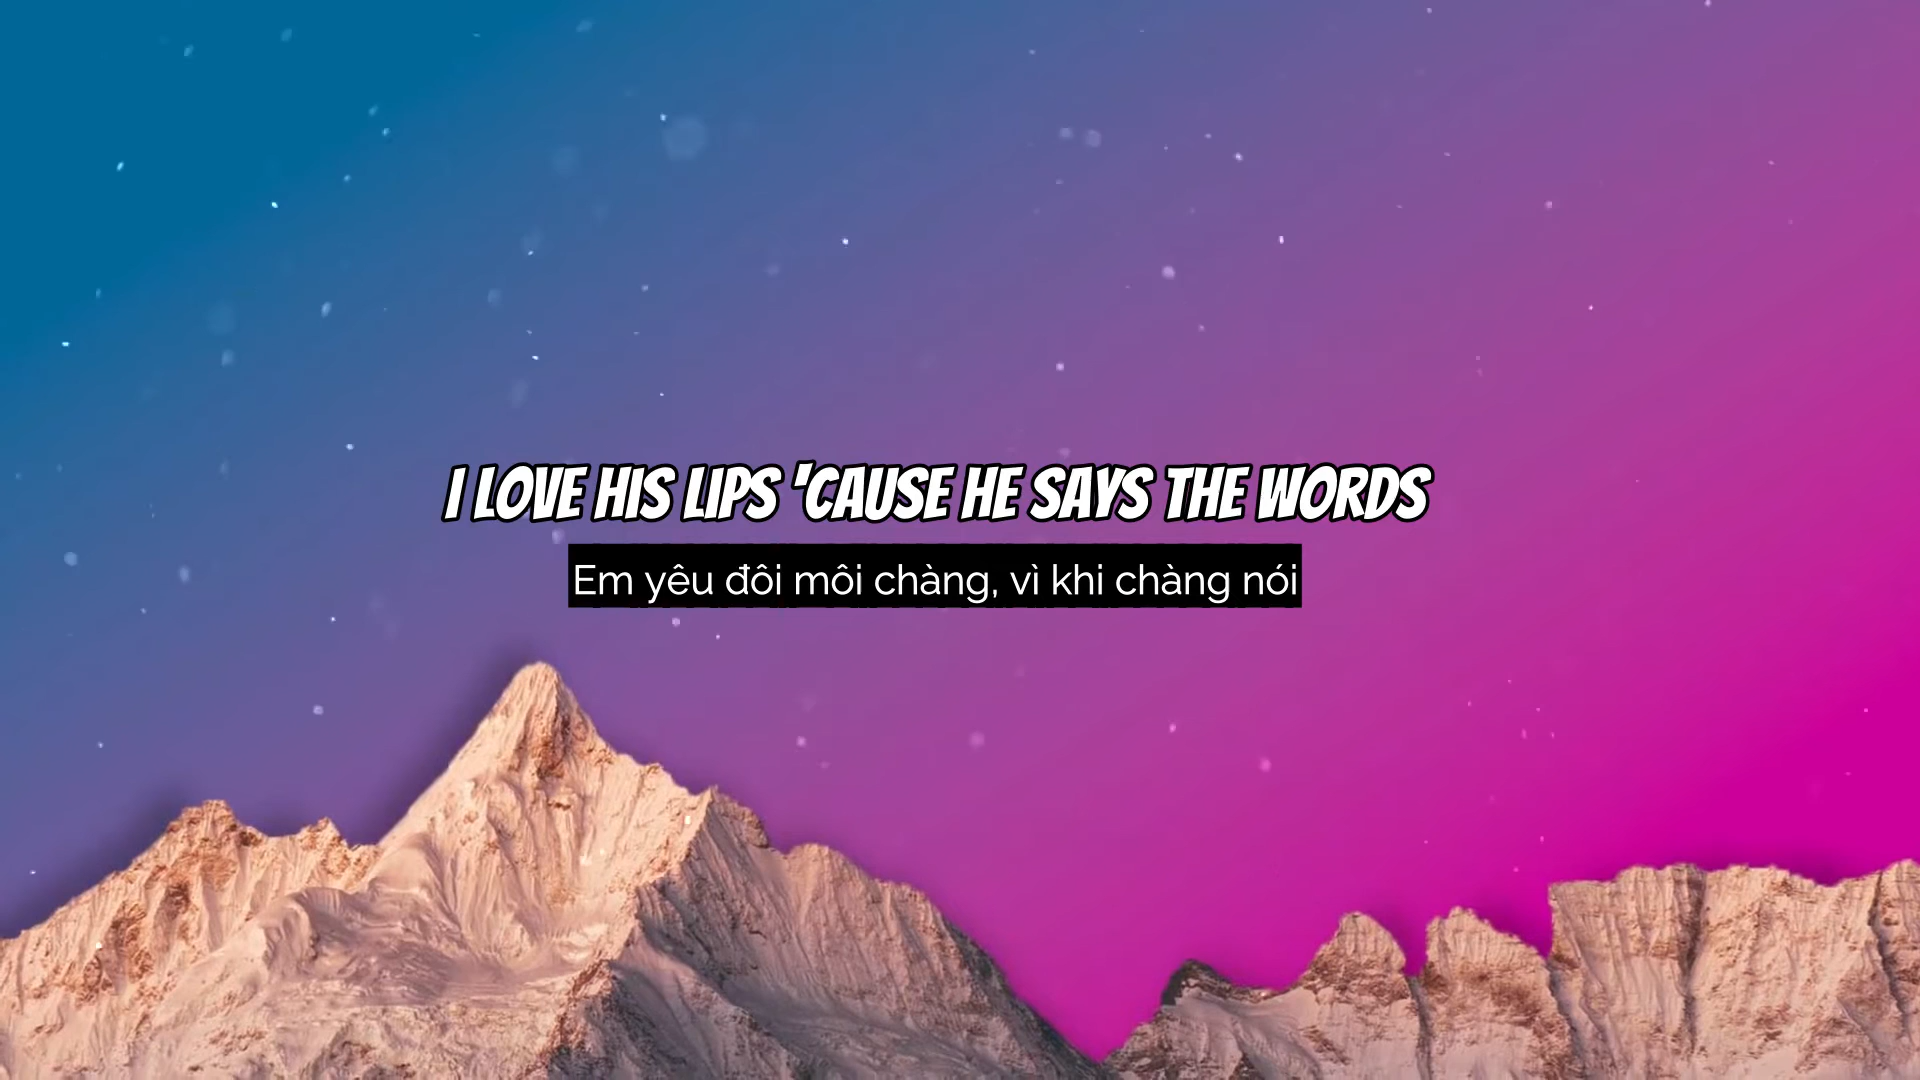 I LOVE HIS LIPS 'CAUSE HE SAYS THE WORDS
Em yêu đôi môi chàng, vì khi chàng nói